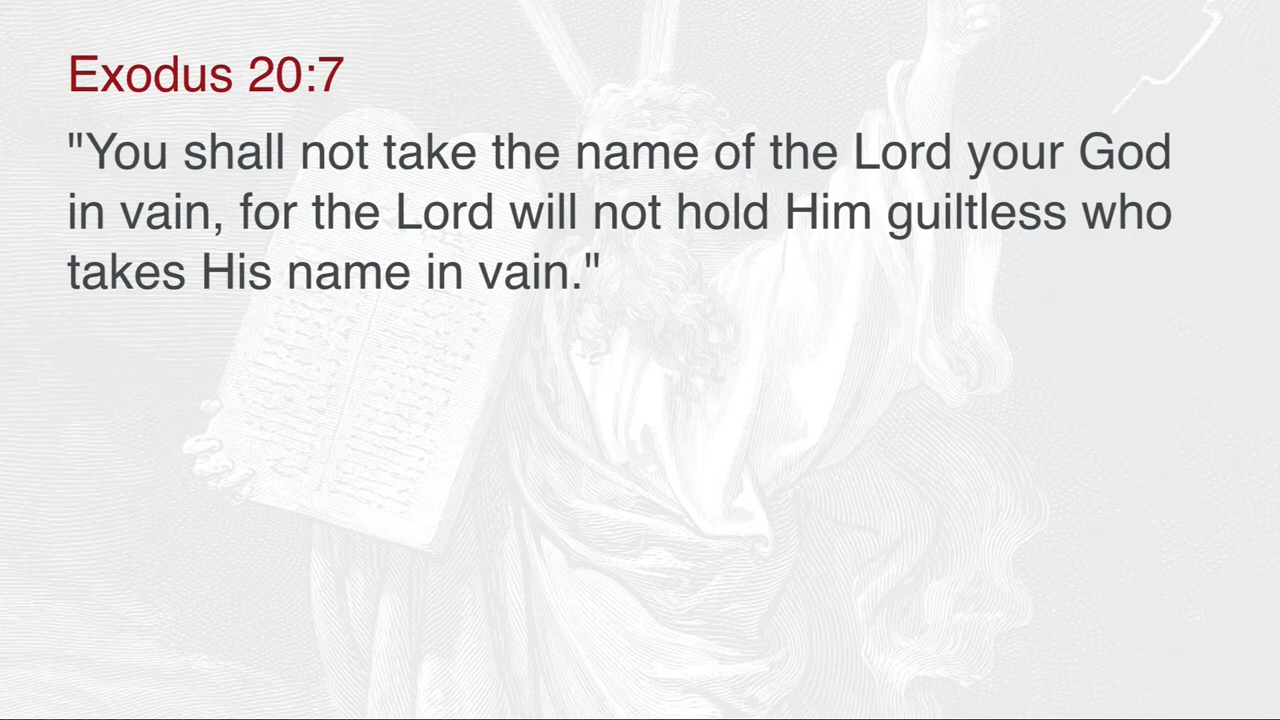 Exodus 20:7
"You shall not take the name of the Lord your God
in vain, for the Lord will not hold Him guiltless who
takes His name in vain."